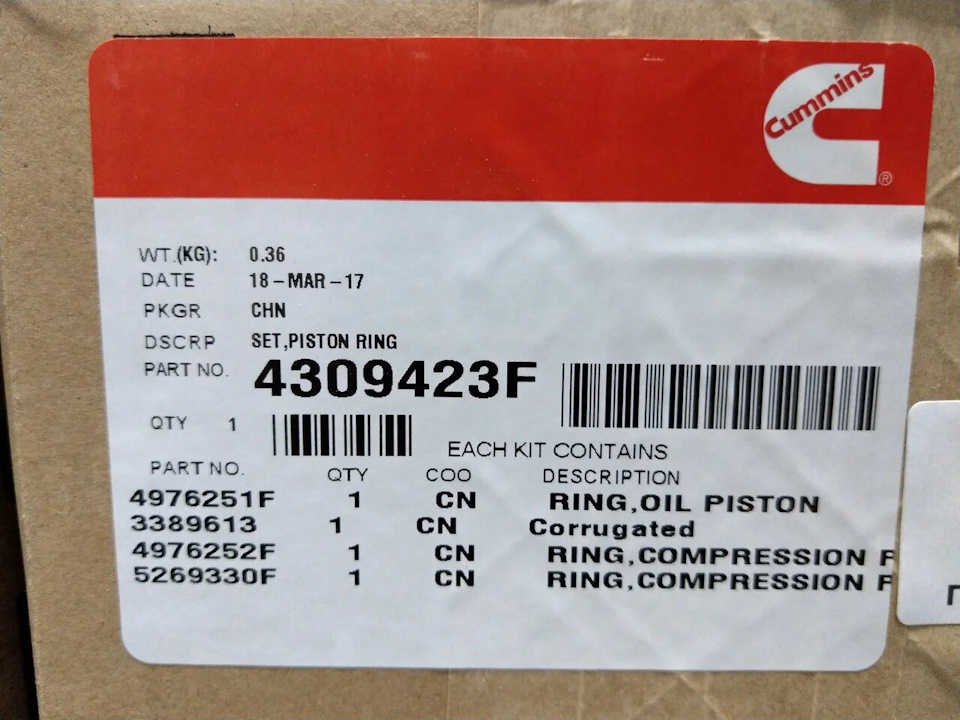 Cummins
®
WT.(KG): 0.36
DATE 18-MAR-17
PKGR CHN
DSCRP SET,PISTON RING
PART NO. 4309423F
QTY 1
EACH KIT CONTAINS
PART NO. QTY COO DESCRIPTION
4976251F 1 CN RING,OIL PISTON
3389613 1 CN Corrugated
4976252F 1 CN RING,COMPRESSION F
5269330F 1 CN RING,COMPRESSION F